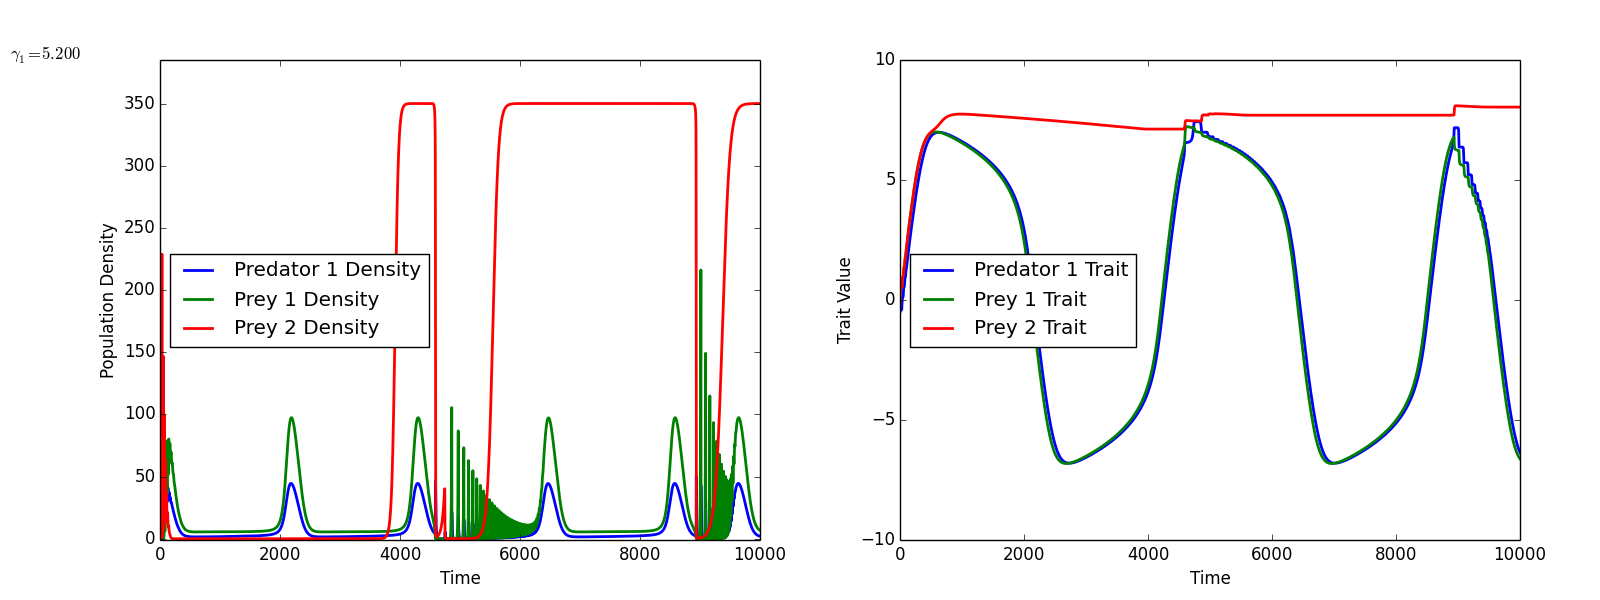 γ₁=5.200
350
300
250
200
150
100
50
0
Population Density
Predator 1 Density
Prey 1 Density
Prey 2 Density
0 2000 4000 6000 8000 10000
Time
10
5
0
−5
−10
Trait Value
Predator 1 Trait
Prey 1 Trait
Prey 2 Trait
0 2000 4000 6000 8000 10000
Time